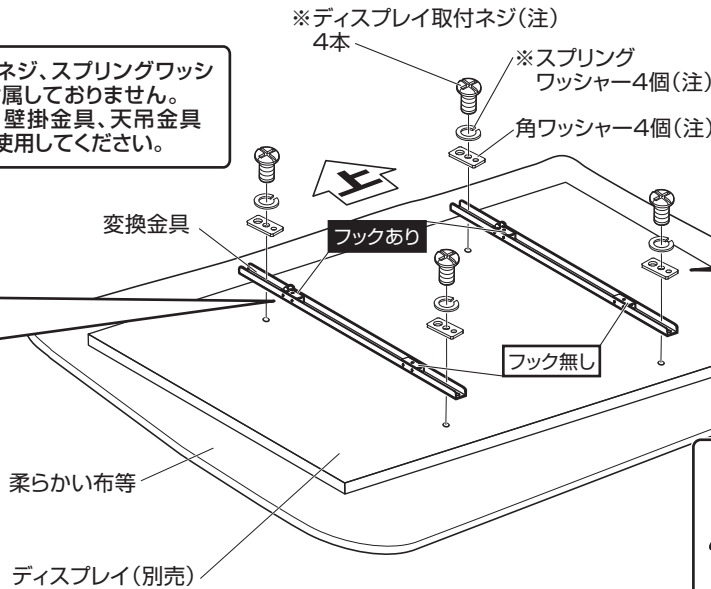 ※ディスプレイ取付ネジ(注)
4本
※スプリング
ワッシャー4個(注)
角ワッシャー4個(注)
ネジ、スプリングワッシ
属しておりません。
壁掛金具、天吊金具
使用してください。
上
変換金具
フックあり
フック無し
柔らかい布等
ディスプレイ(別売)